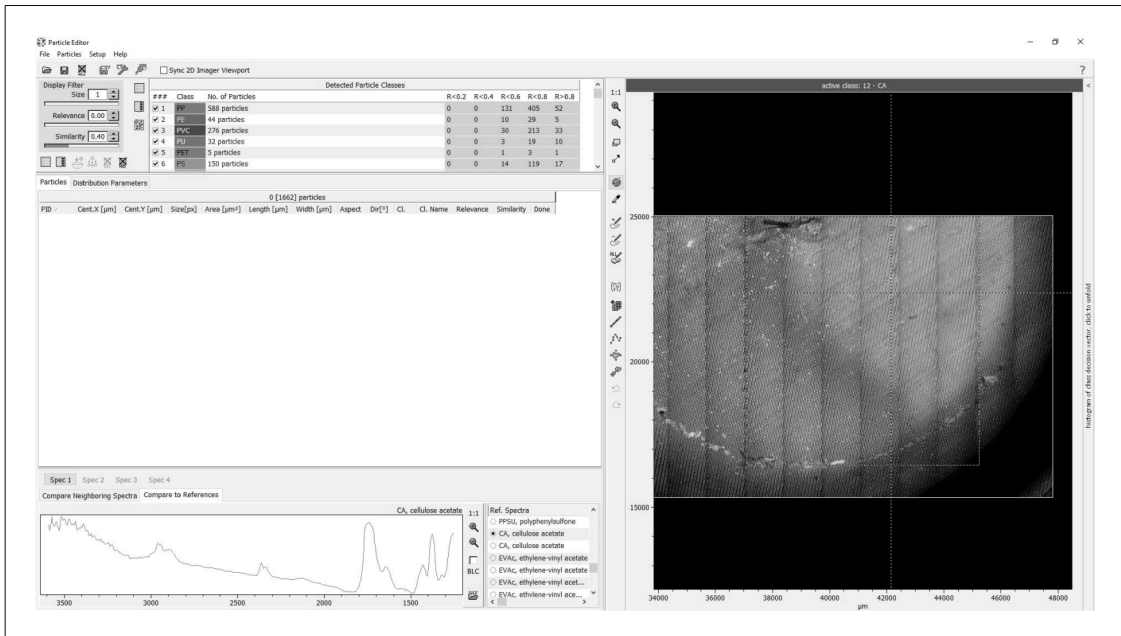 Particle Editor
File Particles Setup Help
Sync 2D Imager Viewport
Display Filter
Size 1
Relevance 0.00
Similarity 0.40
Detected Particle Classes
### Class No. of Particles R<0.2 R<0.4 R<0.6 R<0.8 R>0.8
1 PP 588 particles 0 0 131 405 52
2 PE 44 particles 0 0 10 29 5
3 PVC 276 particles 0 0 30 213 33
4 PU 32 particles 0 0 3 19 10
5 PET 5 particles 0 0 1 3 1
6 PS 150 particles 0 0 14 119 17
Particles Distribution Parameters
0 [1662] particles
PID Cent.X [µm] Cent.Y [µm] Size[px] Area [µm²] Length [µm] Width [µm] Aspect Dir[°] Cl. Cl. Name Relevance Similarity Done
Spec 1 Spec 2 Spec 3 Spec 4
Compare Neighboring Spectra Compare to References
CA, cellulose acetate
3500 3000 2500 2000 1500
1:1
BLC
Ref. Spectra
PPSU, polyphenylsulfone
CA, cellulose acetate
CA, cellulose acetate
EVAc, ethylene-vinyl acetate
EVAc, ethylene-vinyl acetate
EVAc, ethylene-vinyl acet...
EVAc, ethylene-vinyl ace...
1:1
ALL
?
active class: 12 - CA
25000
20000
15000
34000 36000 38000 40000 42000 44000 46000 48000
µm
histogram of class decision vector, click to unfold